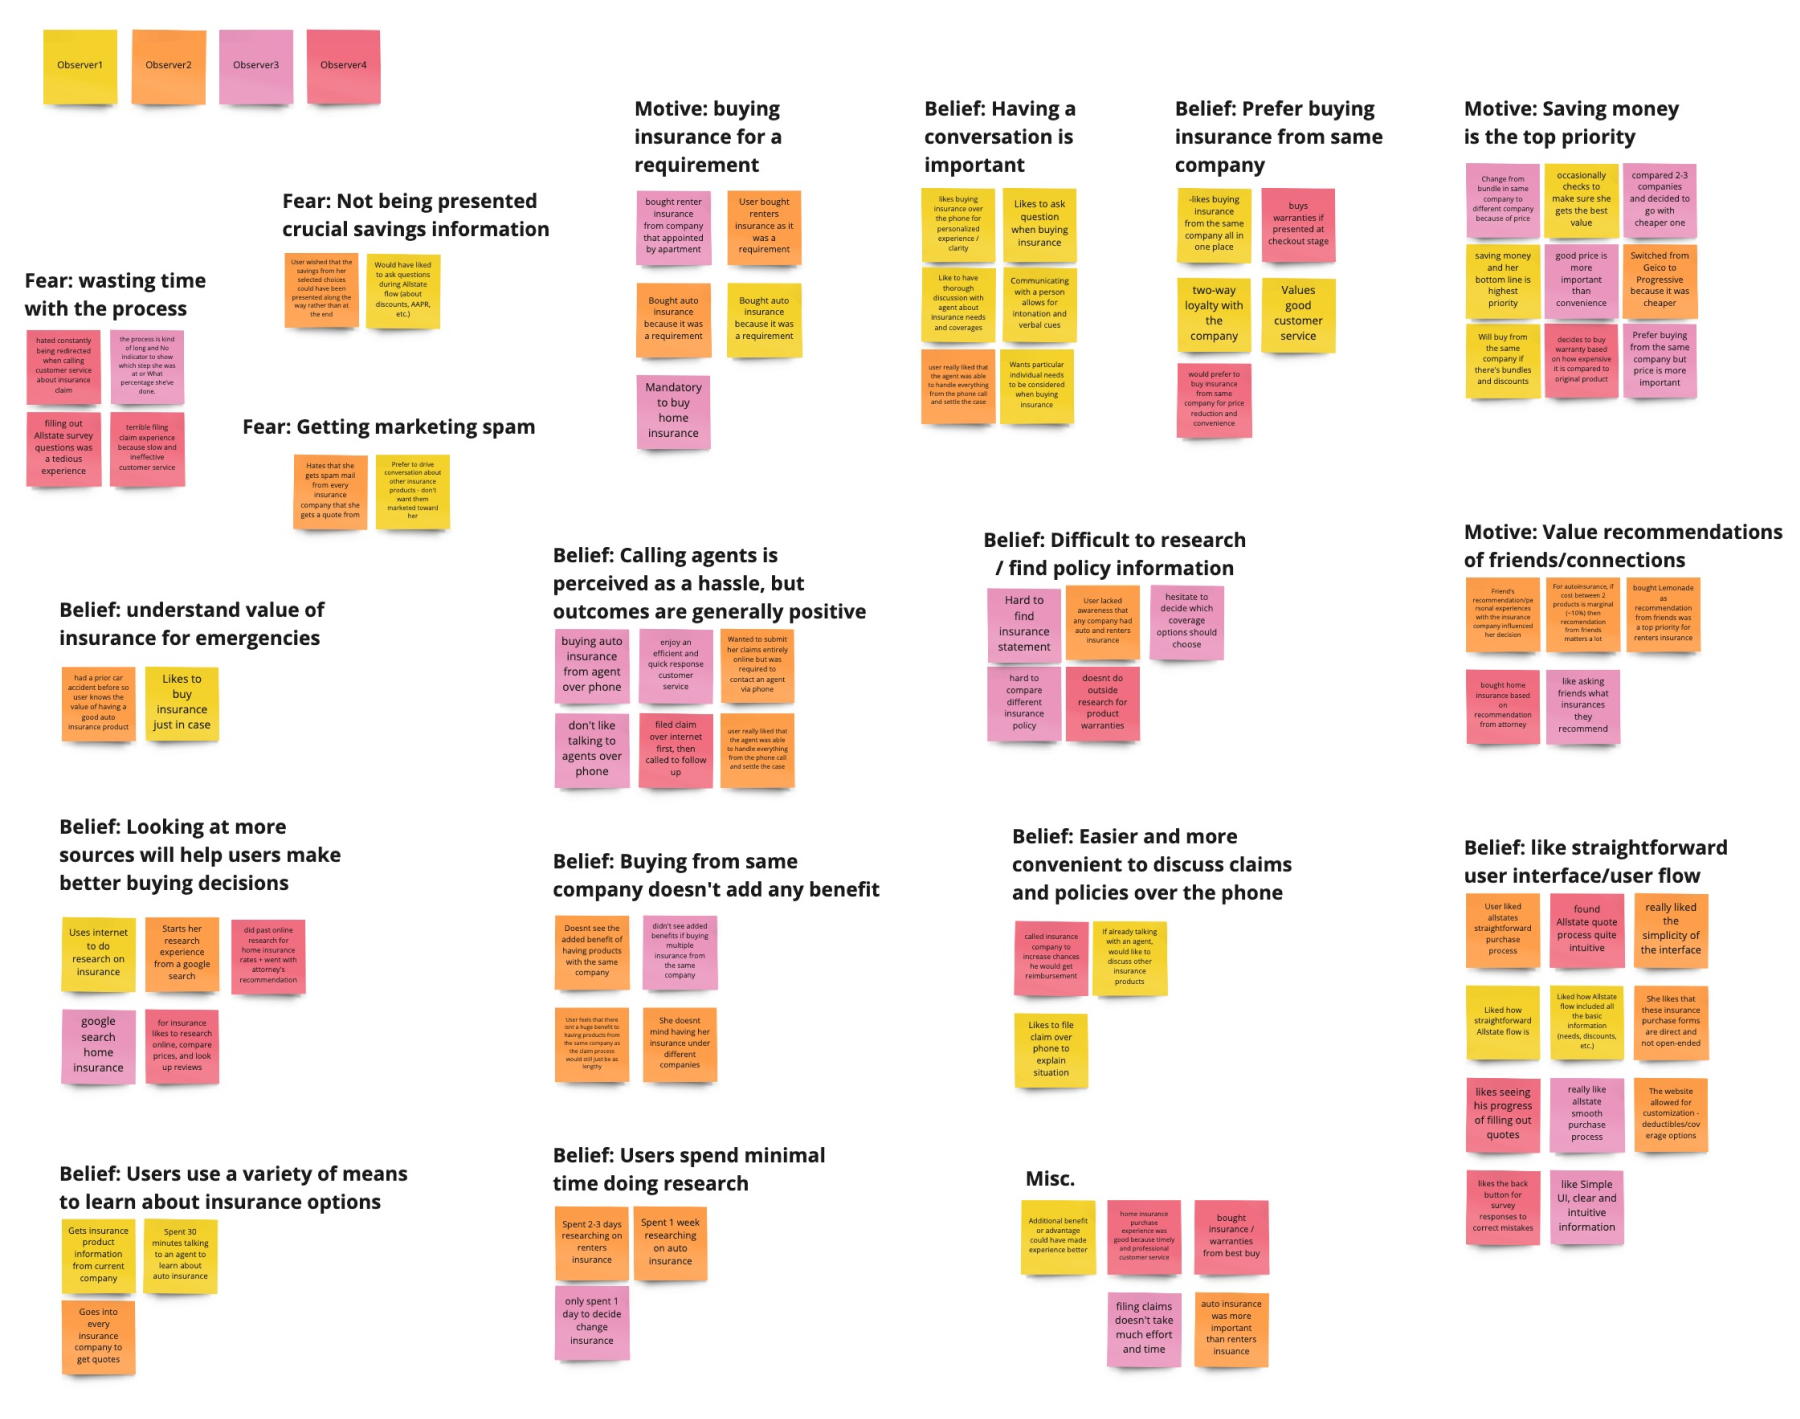 Observer1
Observer2
Observer3
Observer4
Fear: wasting time
with the process
hated constantly
being redirected
when calling
customer service
about insurance
claim
the process is kind
of long and No
indicator to show
which step she was
at or What
percentage she've
done.
filling out
Allstate survey
questions was
a tedious
experience
terrible filing
claim experience
because slow and
ineffective
customer service
Fear: Not being presented
crucial savings information
User wished that the
savings from her
selected choices
could have been
presented along the
way rather than at
the end
Would have liked
to ask questions
during Allstate
flow (about
discounts, AAPR,
etc.)
Fear: Getting marketing spam
Hates that she
gets spam mail
from every
insurance
company that she
gets a quote from
Prefer to drive
conversation about
other insurance
products - don't
want them
marketed toward
her
Motive: buying
insurance for a
requirement
bought renter
insurance
from company
that appointed
by apartment
User bought
renters
insurance as it
was a
requirement
Bought auto
insurance
because it was
a requirement
Bought auto
insurance
because it was
a requirement
Mandatory
to buy
home
insurance
Belief: Having a
conversation is
important
likes buying
insurance over
the phone for
personalized
experience /
clarity
Likes to ask
question
when buying
insurance
Like to have
thorough
discussion with
agent about
insurance needs
and coverages
Communicating
with a person
allows for
intonation and
verbal cues
user really liked that
the agent was able
to handle everything
from the phone call
and settle the case
Wants particular
individual needs
to be considered
when buying
insurance
Belief: Prefer buying
insurance from same
company
-likes buying
insurance
from the same
company all in
one place
buys
warranties if
presented at
checkout stage
two-way
loyalty with
the
company
Values
good
customer
service
would prefer to
buy insurance
from same
company for price
reduction and
convenience
Motive: Saving money
is the top priority
Change from
bundle in same
company to
different company
because of price
occasionally
checks to
make sure she
gets the best
value
compared 2-3
companies
and decided to
go with
cheaper one
saving money
and her
bottom line is
highest
priority
good price is
more
important
than
convenience
Switched from
Geico to
Progressive
because it was
cheaper
Will buy from
the same
company if
there's bundles
and discounts
decides to buy
warranty based
on how expensive
it is compared to
original product
Prefer buying
from the same
company but
price is more
important
Belief: understand value of
insurance for emergencies
had a prior car
accident before so
user knows the
value of having a
good auto
insurance product
Likes to
buy
insurance
just in case
Belief: Calling agents is
perceived as a hassle, but
outcomes are generally positive
buying auto
insurance
from agent
over phone
enjoy an
efficient and
quick response
customer
service
Wanted to submit
her claims entirely
online but was
required to
contact an agent
via phone
don't like
talking to
agents over
phone
filed claim
over internet
first, then
called to follow
up
user really liked that
the agent was able
to handle everything
from the phone call
and settle the case
Belief: Difficult to research
/ find policy information
Hard to
find
insurance
statement
User lacked
awareness that
any company had
auto and renters
insurance
hesitate to
decide which
coverage
options should
choose
hard to
compare
different
insurance
policy
doesnt do
outside
research for
product
warranties
Motive: Value recommendations
of friends/connections
Friend's
recommendation/pe
rsonal experiences
with the insurance
company influenced
her decision
For autoinsurance, if
cost between 2
products is marginal
(~10%) then
recomendation
from friends
matters a lot
bought Lemonade
as
recommendation
from friends was
a top priority for
renters insurance
bought home
insurance based
on
recommendation
from attorney
like asking
friends what
insurances
they
recommend
Belief: Looking at more
sources will help users make
better buying decisions
Uses internet
to do
research on
insurance
Starts her
research
experience
from a google
search
did past online
research for
home insurance
rates + went with
attorney's
recommendation
google
search
home
insurance
for insurance
likes to research
online, compare
prices, and look
up reviews
Belief: Buying from same
company doesn't add any benefit
Doesnt see the
added benefit of
having products
with the same
company
didn't see added
benefits if buying
multiple
insurance from
the same
company
User feels that there
isnt a huge benefit to
having products from
the same company as
the claim process
would still just be as
lengthy
She doesnt
mind having her
insurance under
different
companies
Belief: Easier and more
convenient to discuss claims
and policies over the phone
called insurance
company to
increase chances
he would get
reimbursement
If already talking
with an agent,
would like to
discuss other
insurance
products
Likes to file
claim over
phone to
explain
situation
Belief: like straightforward
user interface/user flow
User liked
allstates
straightforward
purchase
process
found
Allstate quote
process quite
intuitive
really liked
the
simplicity of
the interface
Liked how
straightforward
Allstate flow is
Liked how Allstate
flow included all
the basic
information
(needs, discounts,
etc.)
She likes that
these insurance
purchase forms
are direct and
not open-ended
likes seeing
his progress
of filling out
quotes
really like
allstate
smooth
purchase
process
The website
allowed for
customization -
deductibles/cov
erage options
likes the back
button for
survey
responses to
correct mistakes
like Simple
UI, clear and
intuitive
information
Belief: Users use a variety of means
to learn about insurance options
Gets insurance
product
information
from current
company
Spent 30
minutes talking
to an agent to
learn about
auto insurance
Goes into
every
insurance
company to
get quotes
Belief: Users spend minimal
time doing research
Spent 2-3 days
researching on
renters
insurance
Spent 1 week
researching
on auto
insurance
only spent 1
day to decide
change
insurance
Misc.
Additional benefit
or advantage
could have made
experience better
home insurance
purchase
experience was
good because timely
and professional
customer service
bought
insurance /
warranties
from best buy
filing claims
doesn't take
much effort
and time
auto insurance
was more
important
than renters
insuance